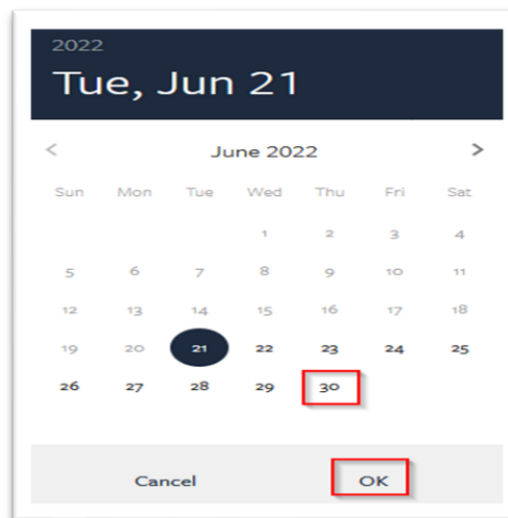 2022
Tue, Jun 21
< June 2022 >
Sun Mon Tue Wed Thu Fri Sat
1 2 3 4
5 6 7 8 9 10 11
12 13 14 15 16 17 18
19 20 21 22 23 24 25
26 27 28 29 30
Cancel OK